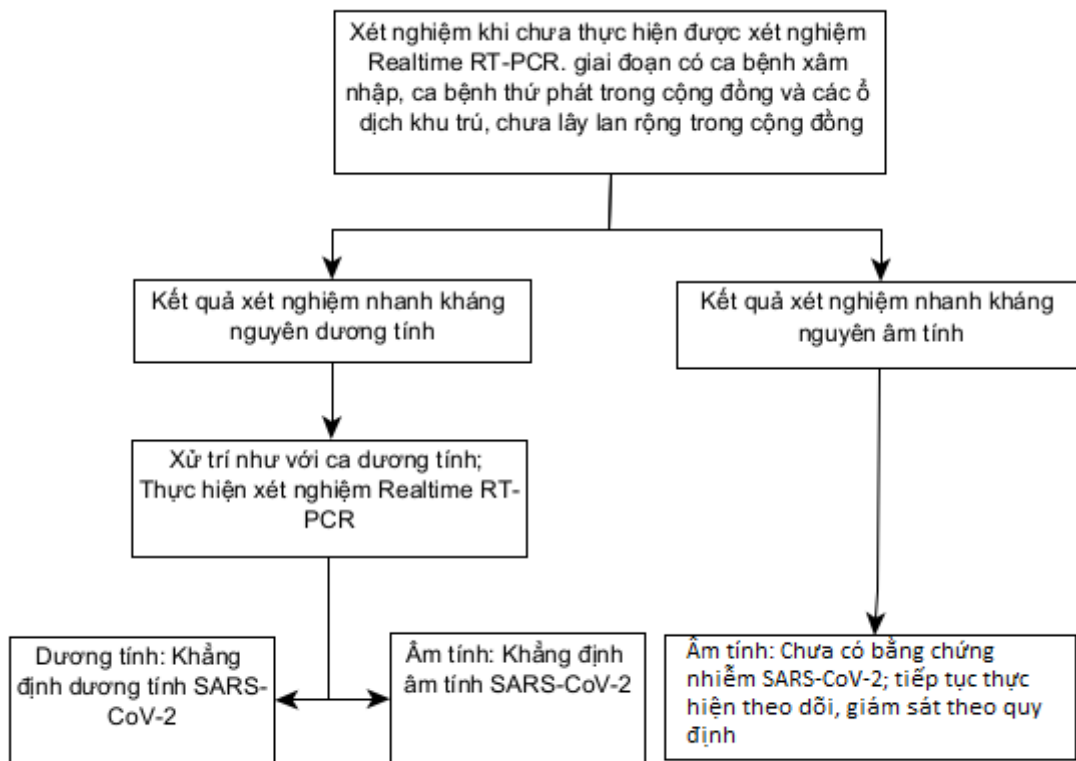 Xét nghiệm khi chưa thực hiện được xét nghiệm
Realtime RT-PCR. giai đoạn có ca bệnh xâm
nhập, ca bệnh thứ phát trong cộng đồng và các ổ
dịch khu trú, chưa lây lan rộng trong cộng đồng
Kết quả xét nghiệm nhanh kháng
nguyên dương tính
Kết quả xét nghiệm nhanh kháng
nguyên âm tính
Xử trí như với ca dương tính;
Thực hiện xét nghiệm Realtime RT-
PCR
Dương tính: Khẳng
định dương tính SARS-
CoV-2
Âm tính: Khẳng định
âm tính SARS-CoV-2
Âm tính: Chưa có bằng chứng
nhiễm SARS-CoV-2; tiếp tục thực
hiện theo dõi, giám sát theo quy
định